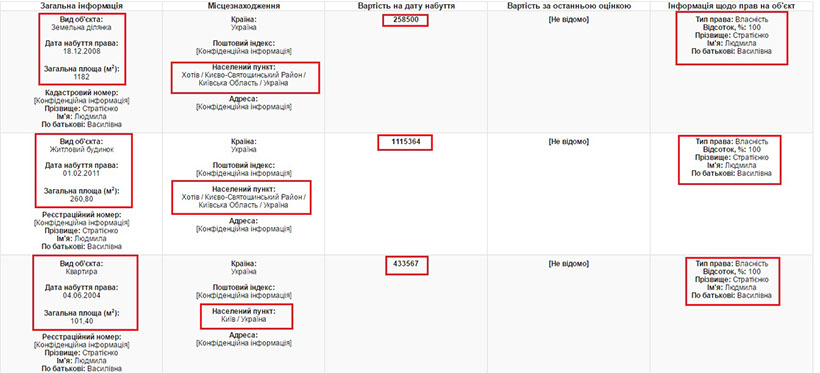 Загальна інформація
Місцезнаходження
Вартість на дату набуття
Вартість за останньою оцінкою
Інформація щодо прав на об'єкт
Вид об'єкта:
Земельна ділянка
Дата набуття права:
18.12.2008
Загальна площа (м²):
1182
Кадастровий номер:
[Конфіденційна інформація]
Прізвище: Стратієнко
Ім'я: Людмила
По батькові: Василівна
Країна:
Україна
Поштовий індекс:
[Конфіденційна інформація]
Населений пункт:
Хотів / Києво-Святошинський Район /
Київська Область / Україна
Адреса:
[Конфіденційна інформація]
258500
[Не відомо]
Тип права: Власність
Відсоток, %: 100
Прізвище: Стратієнко
Ім'я: Людмила
По батькові: Василівна
Вид об'єкта:
Житловий будинок
Дата набуття права:
01.02.2011
Загальна площа (м²):
260,80
Реєстраційний номер:
[Конфіденційна інформація]
Прізвище: Стратієнко
Ім'я: Людмила
По батькові: Василівна
Країна:
Україна
Поштовий індекс:
[Конфіденційна інформація]
Населений пункт:
Хотів / Києво-Святошинський Район /
Київська Область / Україна
Адреса:
[Конфіденційна інформація]
1115364
[Не відомо]
Тип права: Власність
Відсоток, %: 100
Прізвище: Стратієнко
Ім'я: Людмила
По батькові: Василівна
Вид об'єкта:
Квартира
Дата набуття права:
04.06.2004
Загальна площа (м²):
101,40
Реєстраційний номер:
[Конфіденційна інформація]
Прізвище: Стратієнко
Ім'я: Людмила
По батькові: Василівна
Країна:
Україна
Поштовий індекс:
[Конфіденційна інформація]
Населений пункт:
Київ / Україна
Адреса:
[Конфіденційна інформація]
433567
[Не відомо]
Тип права: Власність
Відсоток, %: 100
Прізвище: Стратієнко
Ім'я: Людмила
По батькові: Василівна